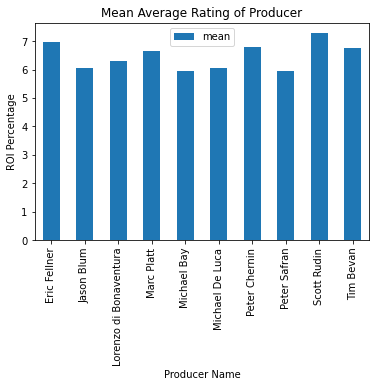 Mean Average Rating of Producer
mean
ROI Percentage
7
6
5
4
3
2
1
0
Eric Fellner
Jason Blum
Lorenzo di Bonaventura
Marc Platt
Michael Bay
Michael De Luca
Peter Chernin
Peter Safran
Scott Rudin
Tim Bevan
Producer Name